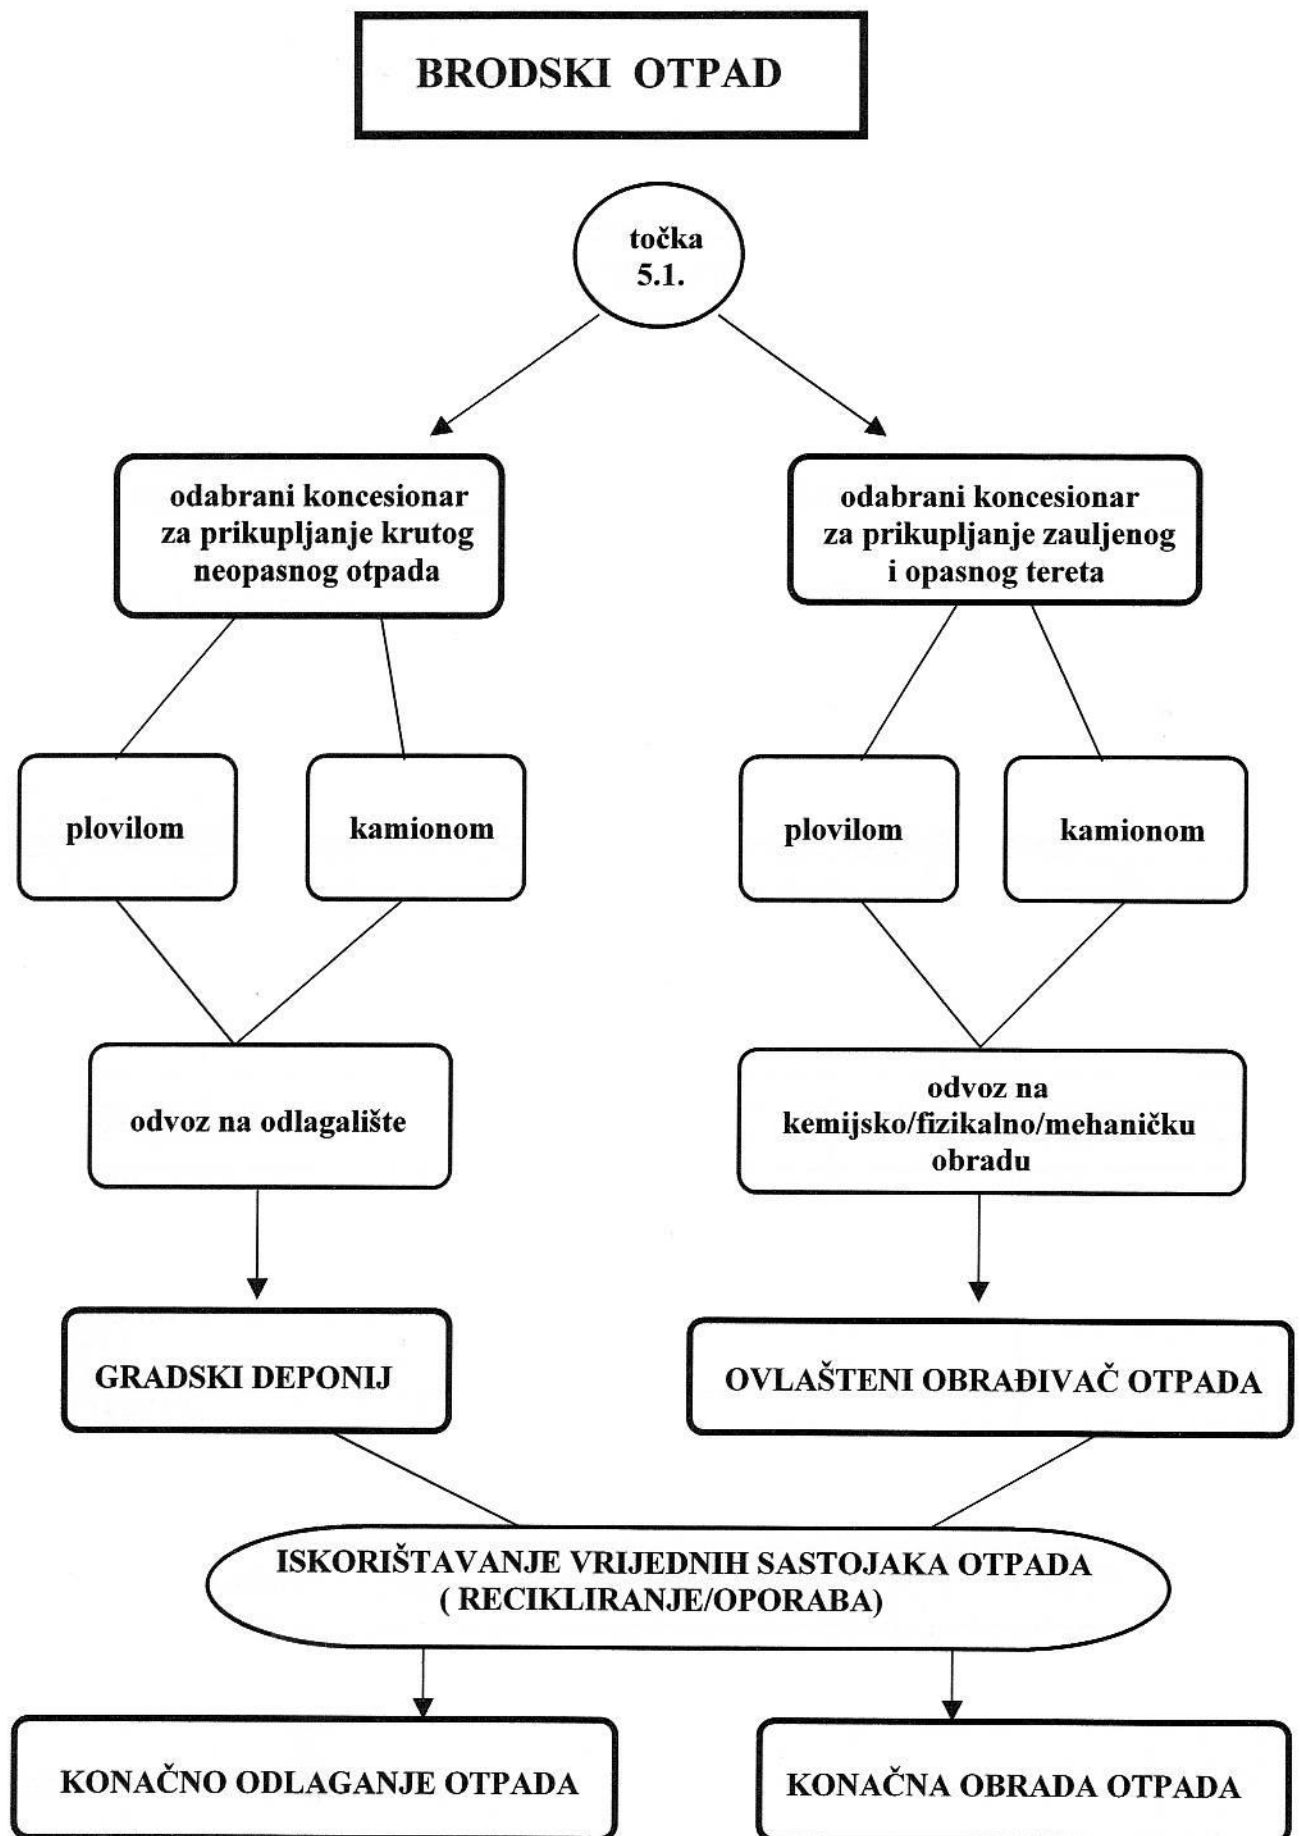 BRODSKI OTPAD
točka
5.1.
odabrani koncesionar
za prikupljanje krutog
neopasnog otpada
odabrani koncesionar
za prikupljanje zauljenog
i opasnog tereta
plovilom
kamionom
plovilom
kamionom
odvoz na odlagalište
odvoz na
kemijsko/fizikalno/mehaničku
obradu
GRADSKI DEPONIJ
OVLAŠTENI OBRAĐIVAČ OTPADA
ISKORIŠTAVANJE VRIJEDNIH SASTOJAKA OTPADA
( RECIKLIRANJE/OPORABA)
KONAČNO ODLAGANJE OTPADA
KONAČNA OBRADA OTPADA